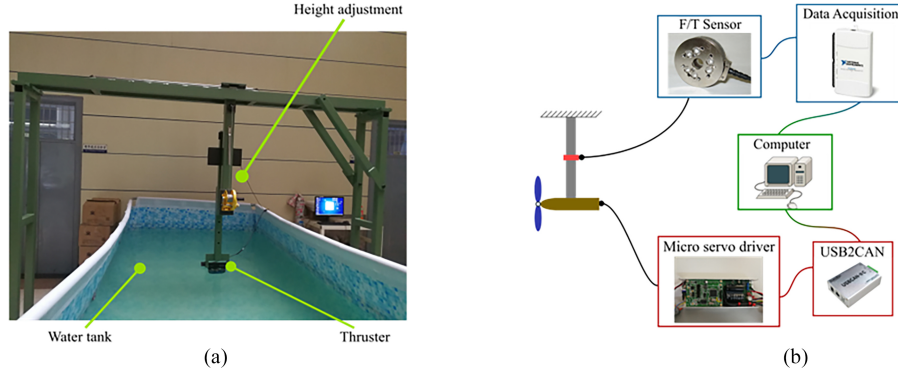 Height adjustment
Water tank
Thruster
(a)
F/T Sensor
Data Acquisition
Computer
Micro servo driver
USB2CAN
(b)